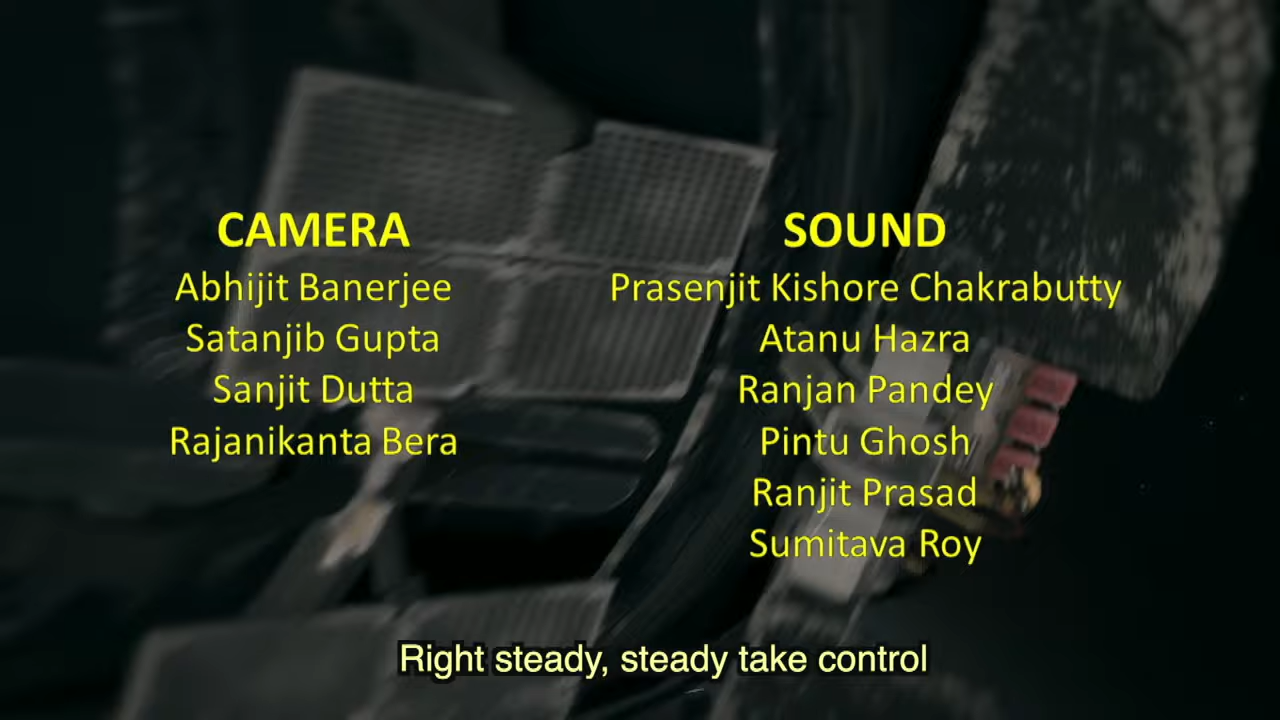 CAMERA
Abhijit Banerjee
Satanjib Gupta
Sanjit Dutta
Rajanikanta Bera
SOUND
Prasenjit Kishore Chakrabutty
Atanu Hazra
Ranjan Pandey
Pintu Ghosh
Ranjit Prasad
Sumitava Roy
Right steady, steady take control